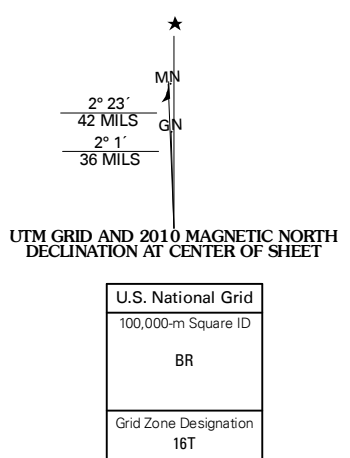 MN
2° 23´
42 MILS
GN
2° 1´
36 MILS
UTM GRID AND 2010 MAGNETIC NORTH
DECLINATION AT CENTER OF SHEET
U.S. National Grid
100,000-m Square ID
BR
Grid Zone Designation
16T